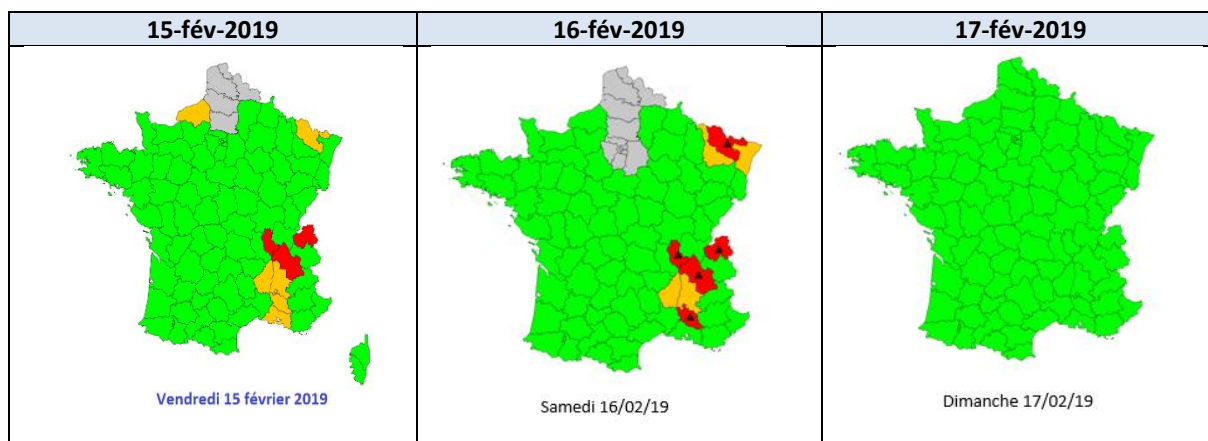 15-fév-2019
16-fév-2019
17-fév-2019
Vendredi 15 février 2019
Samedi 16/02/19
Dimanche 17/02/19